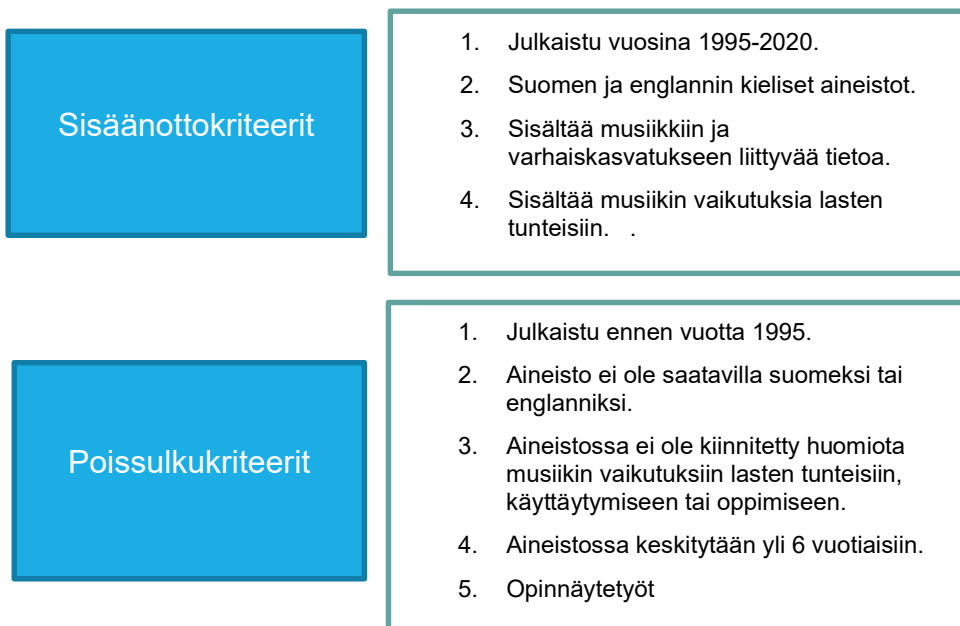 Sisäänottokriteerit
1. Julkaistu vuosina 1995-2020.
2. Suomen ja englannin kieliset aineistot.
3. Sisältää musiikkiin ja
varhaiskasvatukseen liittyvää tietoa.
4. Sisältää musiikin vaikutuksia lasten
tunteisiin. .
Poissulkukriteerit
1. Julkaistu ennen vuotta 1995.
2. Aineisto ei ole saatavilla suomeksi tai
englanniksi.
3. Aineistossa ei ole kiinnitetty huomiota
musiikin vaikutuksiin lasten tunteisiin,
käyttäytymiseen tai oppimiseen.
4. Aineistossa keskitytään yli 6 vuotiaisiin.
5. Opinnäytetyöt